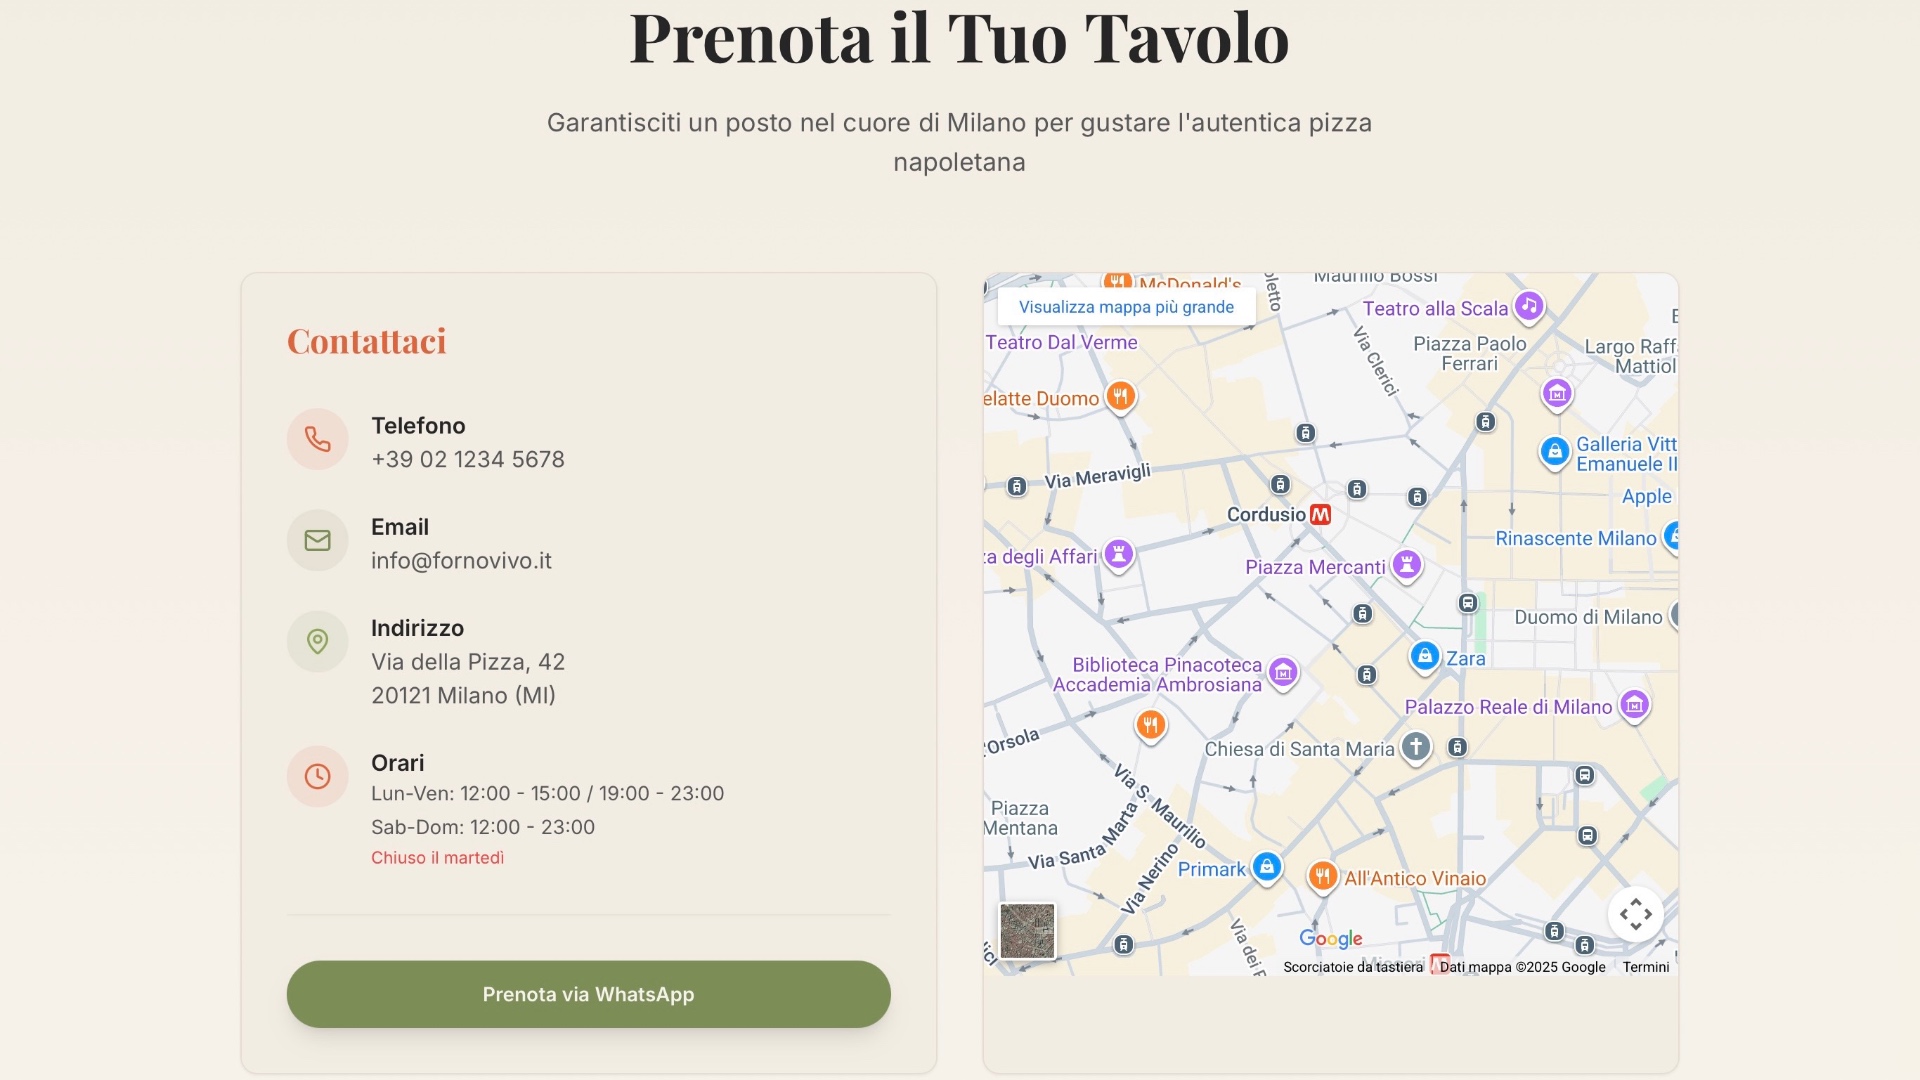 Prenota il Tuo Tavolo
Garantisciti un posto nel cuore di Milano per gustare l'autentica pizza
napoletana
Contattaci
Telefono
+39 02 1234 5678
Email
info@fornovivo.it
Indirizzo
Via della Pizza, 42
20121 Milano (MI)
Orari
Lun-Ven: 12:00 - 15:00 / 19:00 - 23:00
Sab-Dom: 12:00 - 23:00
Chiuso il martedì
Prenota via WhatsApp
McDonald's
Maurilio Bossi
Visualizza mappa più grande
Teatro alla Scala
Teatro Dal Verme
Via Clerici
Piazza Paolo
Ferrari
Largo Raff
Mattiol
elatte Duomo
Galleria Vitt
Emanuele II
Via Meravigli
Apple
Cordusio
Rinascente Milano
za degli Affari
Piazza Mercanti
Duomo di Milano
Zara
Biblioteca Pinacoteca
Accademia Ambrosiana
Palazzo Reale di Milano
'Orsola
Chiesa di Santa Maria
Via S. Maurilio
Piazza
Mentana
Via Santa Marta
Via Nerino
Primark
All'Antico Vinaio
Via dei F
Google
Scorciatoie da tastiera
Dati mappa ©2025 Google
Termini